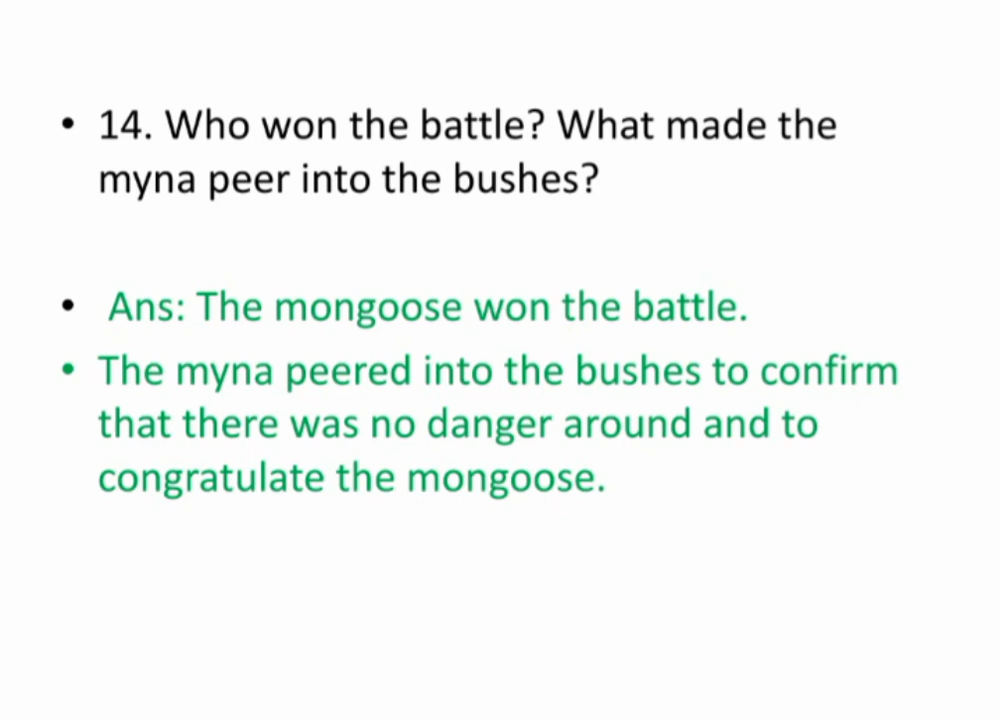 • 14. Who won the battle? What made the
myna peer into the bushes?
• Ans: The mongoose won the battle.
• The myna peered into the bushes to confirm
that there was no danger around and to
congratulate the mongoose.